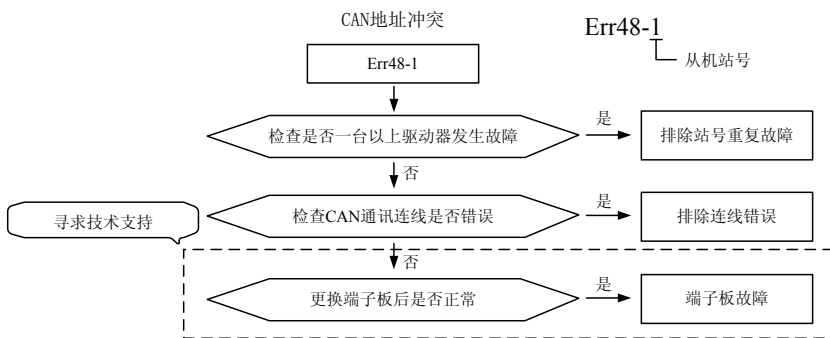 CAN地址冲突
Err48-1
从机站号
Err48-1
检查是否一台以上驱动器发生故障
是
排除站号重复故障
否
寻求技术支持
检查CAN通讯连线是否错误
是
排除连线错误
否
更换端子板后是否正常
是
端子板故障